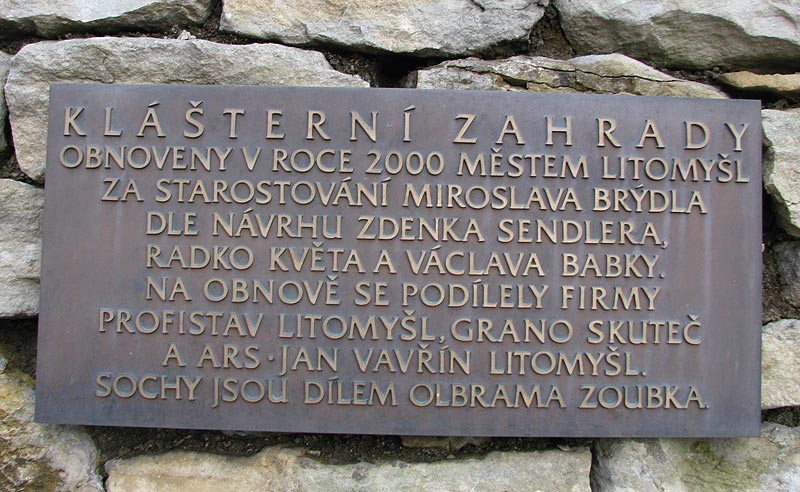 KLÁŠTERNÍ ZAHRADY
OBNOVENY V ROCE 2000 MĚSTEM LITOMYŠL
ZA STAROSTOVÁNÍ MIROSLAVA BRÝDLA
DLE NÁVRHU ZDENKA SENDLERA,
RADKO KVĚTA A VÁCLAVA BABKY.
NA OBNOVĚ SE PODÍLELY FIRMY
PROFISTAV LITOMYŠL, GRANO SKUTEČ
A ARS · JAN VAVŘÍN LITOMYŠL.
SOCHY JSOU DÍLEM OLBRAMA ZOUBKA.